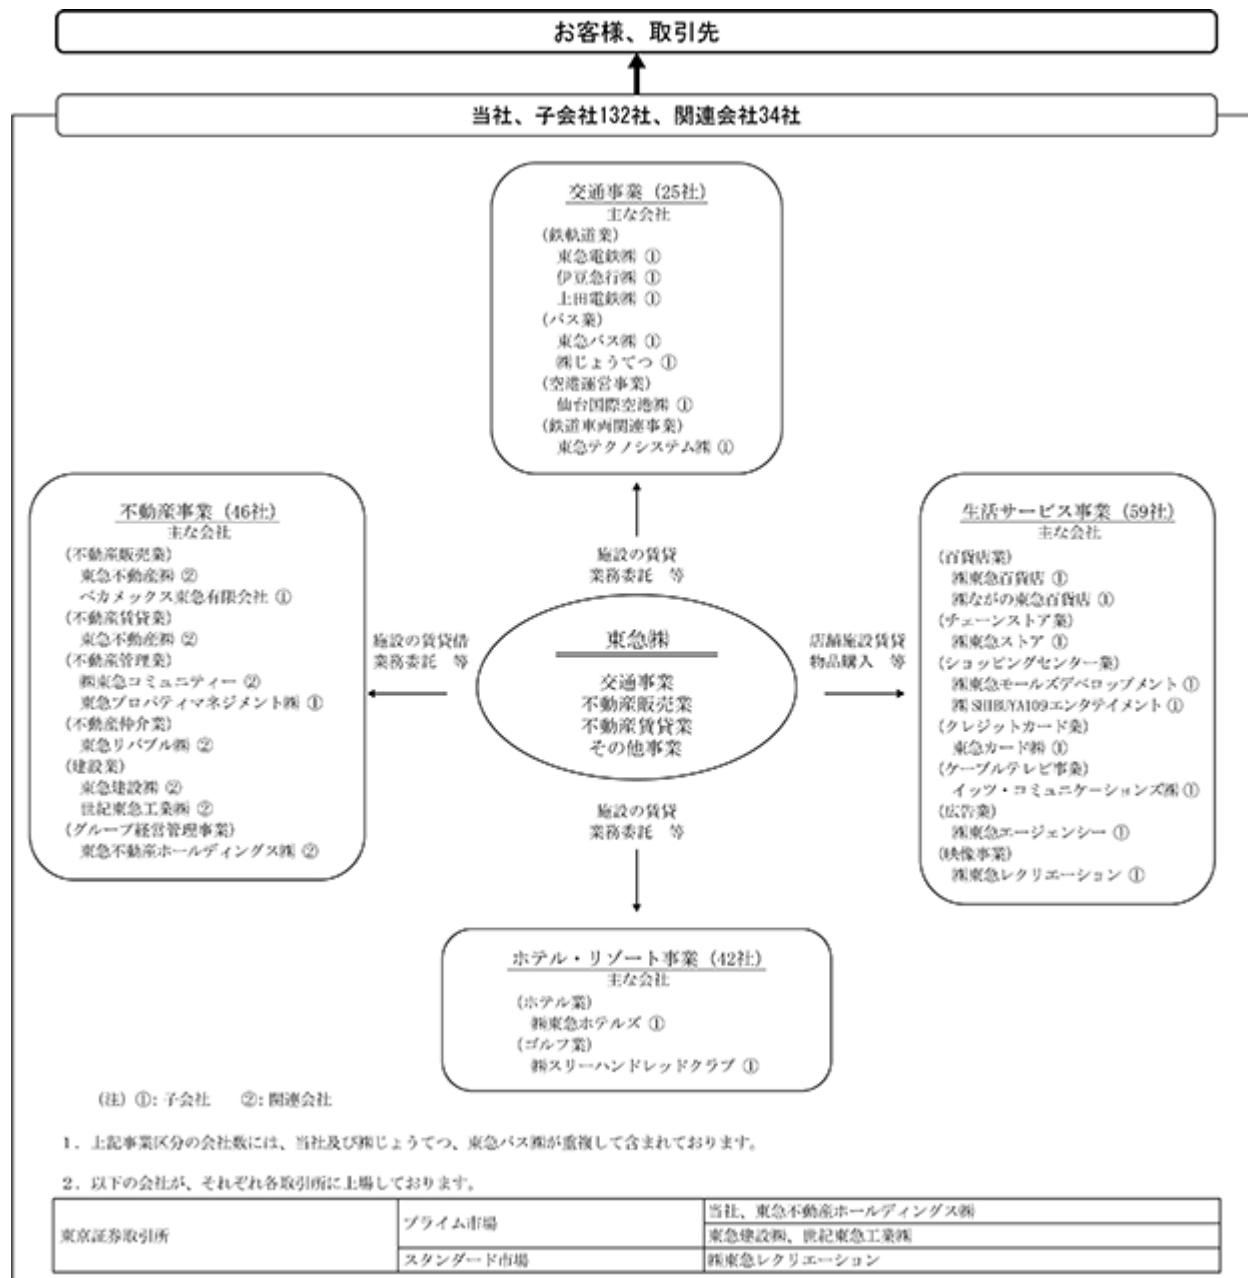 お客様、取引先
当社、子会社132社、関連会社34社
交通事業（25社）
主な会社
(鉄軌道業)
東急電鉄㈱ ①
伊豆急行㈱ ①
上田電鉄㈱ ①
(バス業)
東急バス㈱ ①
㈱じょうてつ ①
(空港運営事業)
仙台国際空港㈱ ①
(鉄道車両関連事業)
東急テクノシステム㈱ ①
不動産事業（46社）
主な会社
(不動産販売業)
東急不動産㈱ ②
ベカメックス東急有限会社 ①
(不動産賃貸業)
東急不動産㈱ ②
(不動産管理業)
㈱東急コミュニティー ②
東急プロパティマネジメント㈱ ①
(不動産仲介業)
東急リバブル㈱ ②
(建設業)
東急建設㈱ ②
世紀東急工業㈱ ②
(グループ経営管理事業)
東急不動産ホールディングス㈱ ②
施設の賃貸借
業務委託 等
施設の賃貸
業務委託 等
東急㈱
交通事業
不動産販売業
不動産賃貸業
その他事業
店舗施設賃貸
物品購入 等
施設の賃貸
業務委託 等
生活サービス事業（59社）
主な会社
(百貨店業)
㈱東急百貨店 ①
㈱ながの東急百貨店 ①
(チェーンストア業)
㈱東急ストア ①
(ショッピングセンター業)
㈱東急モールズデベロップメント ①
㈱SHIBUYA109エンタテイメント ①
(クレジットカード業)
東急カード㈱ ①
(ケーブルテレビ事業)
イッツ・コミュニケーションズ㈱ ①
(広告業)
㈱東急エージェンシー ①
(映像事業)
㈱東急レクリエーション ①
ホテル・リゾート事業（42社）
主な会社
(ホテル業)
㈱東急ホテルズ ①
(ゴルフ業)
㈱スリーハンドレッドクラブ ①
(注) ①: 子会社 ②: 関連会社
1．上記事業区分の会社数には、当社及び㈱じょうてつ、東急バス㈱が重複して含まれております。
2．以下の会社が、それぞれ各取引所に上場しております。
東京証券取引所
プライム市場
当社、東急不動産ホールディングス㈱
東急建設㈱、世紀東急工業㈱
スタンダード市場
㈱東急レクリエーション